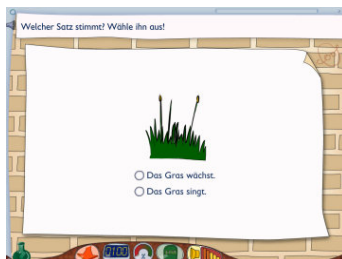 Welcher Satz stimmt? Wähle ihn aus!
Das Gras wächst.
Das Gras singt.